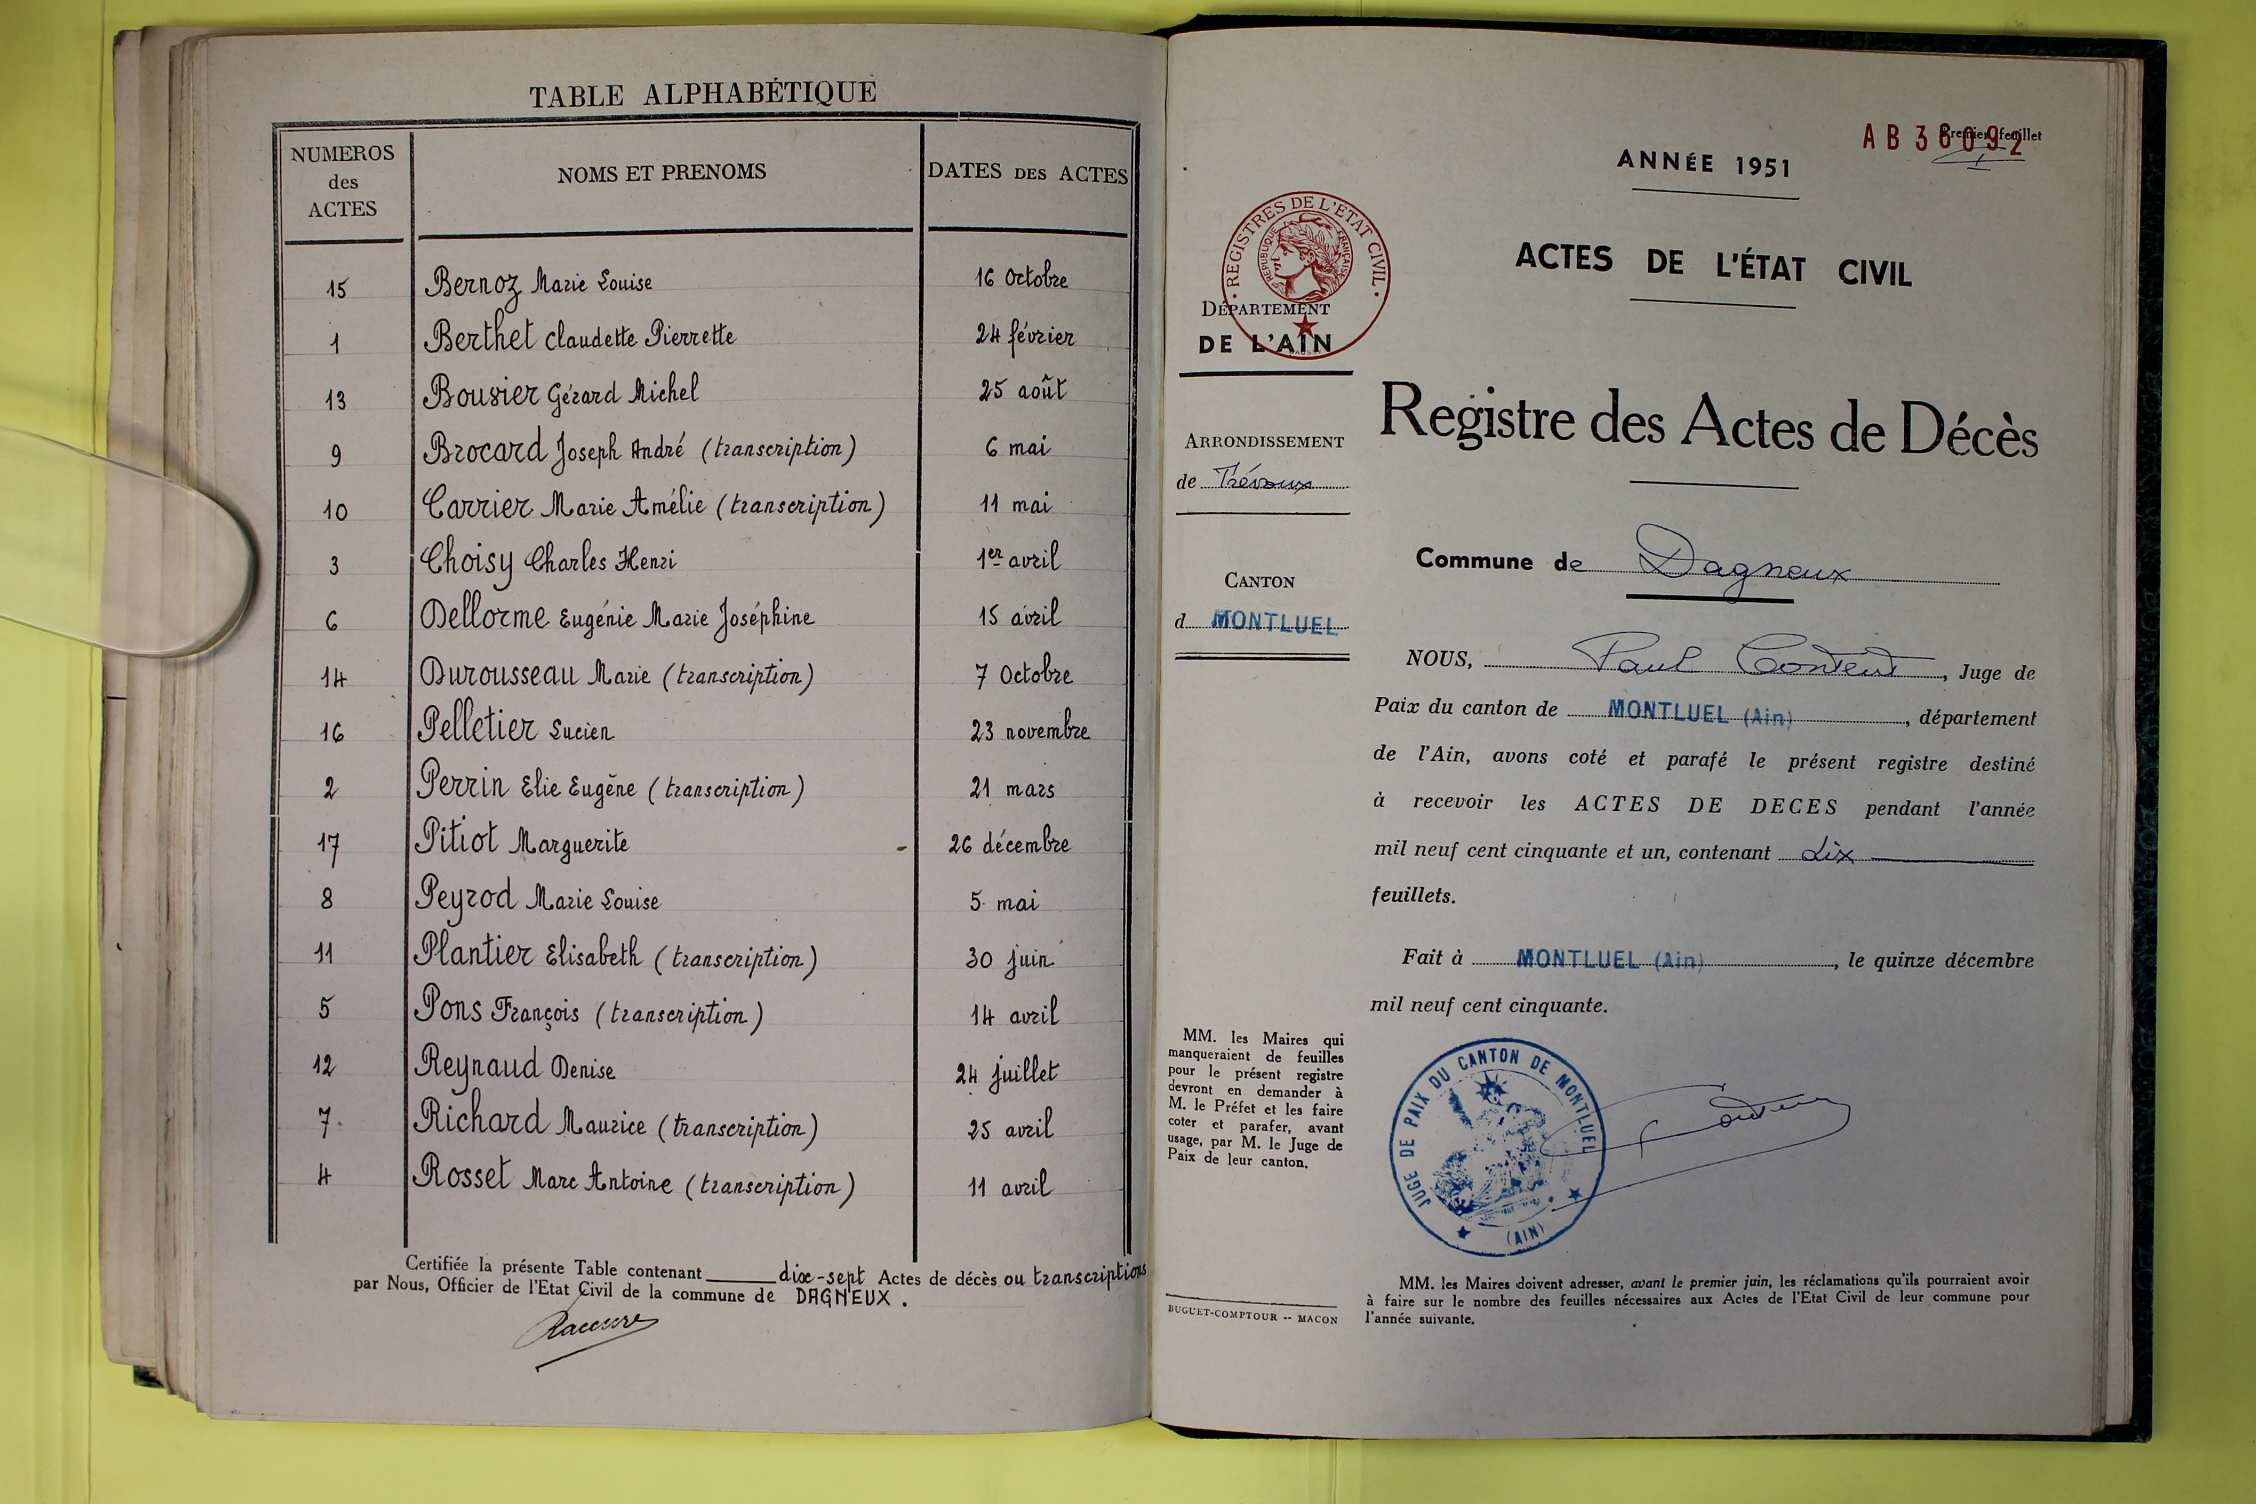 TABLE ALPHABÉTIQUE
NUMEROS des ACTES NOMS ET PRENOMS DATES DES ACTES
15 Bernoz Marie Louise 16 Octobre
1 Berthet Claudette Pierrette 24 février
13 Bouvier Gérard Michel 25 août
9 Brocard Joseph André (transcription) 6 mai
10 Carrier Marie Amélie (transcription) 11 mai
3 Choisy Charles Henri 1er avril
6 Dellorme Eugénie Marie Joséphine 15 avril
14 Durousseau Marie (transcription) 7 Octobre
16 Pelletier Lucien 23 novembre
2 Perrin Elie Eugène (transcription) 21 mars
17 Pitiot Marguerite 26 décembre
8 Peyrod Marie Louise 5 mai
11 Plantier Elisabeth (transcription) 30 juin
5 Pons François (transcription) 14 avril
12 Reynaud Denise 24 juillet
7 Richard Maurice (transcription) 25 avril
4 Rosset Marc Antoine (transcription) 11 avril
Certifiée la présente Table contenant dix-sept Actes de décès ou transcriptions
par Nous, Officier de l'Etat Civil de la commune de DAGNEUX.
AB 36092
Premier feuillet
ANNÉE 1951
ACTES DE L'ÉTAT CIVIL
REGISTRES DE L'ÉTAT CIVIL
RÉPUBLIQUE FRANÇAISE
DÉPARTEMENT
DE L'AIN
ARRONDISSEMENT
de Trévoux
CANTON
d MONTLUEL
Registre des Actes de Décès
Commune de Dagneux
NOUS, Paul Content, Juge de
Paix du canton de MONTLUEL (Ain), département
de l'Ain, avons coté et parafé le présent registre destiné
à recevoir les ACTES DE DECES pendant l'année
mil neuf cent cinquante et un, contenant dix
feuillets.
Fait à MONTLUEL (Ain), le quinze décembre
mil neuf cent cinquante.
MM. les Maires qui
manqueraient de feuilles
pour le présent registre
devront en demander à
M. le Préfet et les faire
coter et parafer, avant
usage, par M. le Juge de
Paix de leur canton.
JUGE DE PAIX DU CANTON DE MONTLUEL
(AIN)
BUGUET-COMPTOUR -- MACON
MM. les Maires doivent adresser, avant le premier juin, les réclamations qu'ils pourraient avoir
à faire sur le nombre des feuilles nécessaires aux Actes de l'Etat Civil de leur commune pour
l'année suivante.